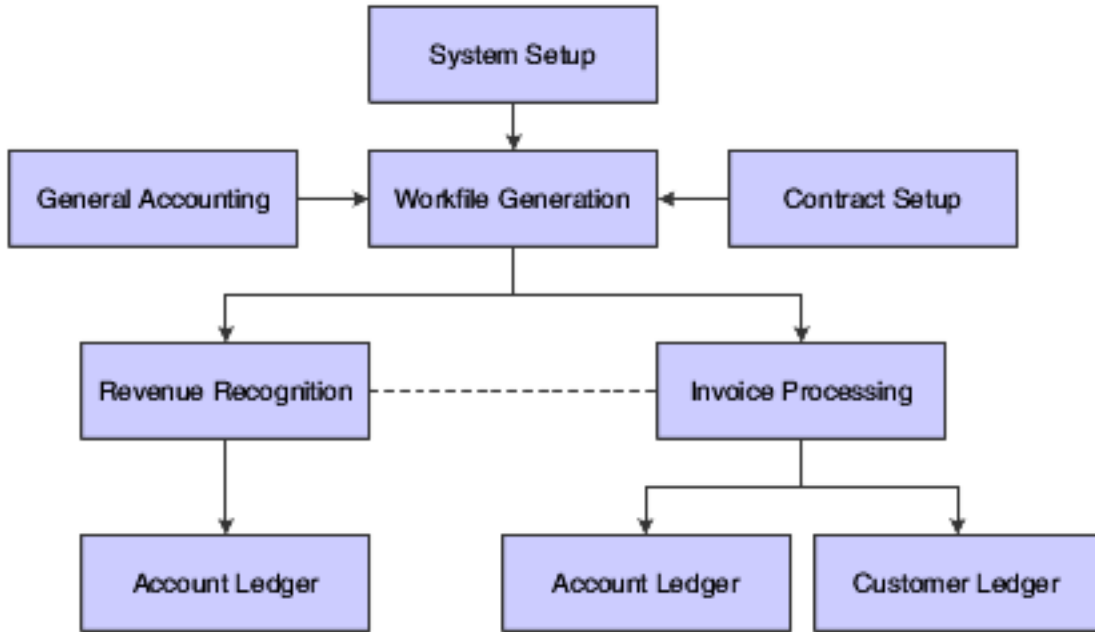 System Setup
General Accounting
Workfile Generation
Contract Setup
Revenue Recognition
Invoice Processing
Account Ledger
Account Ledger
Customer Ledger